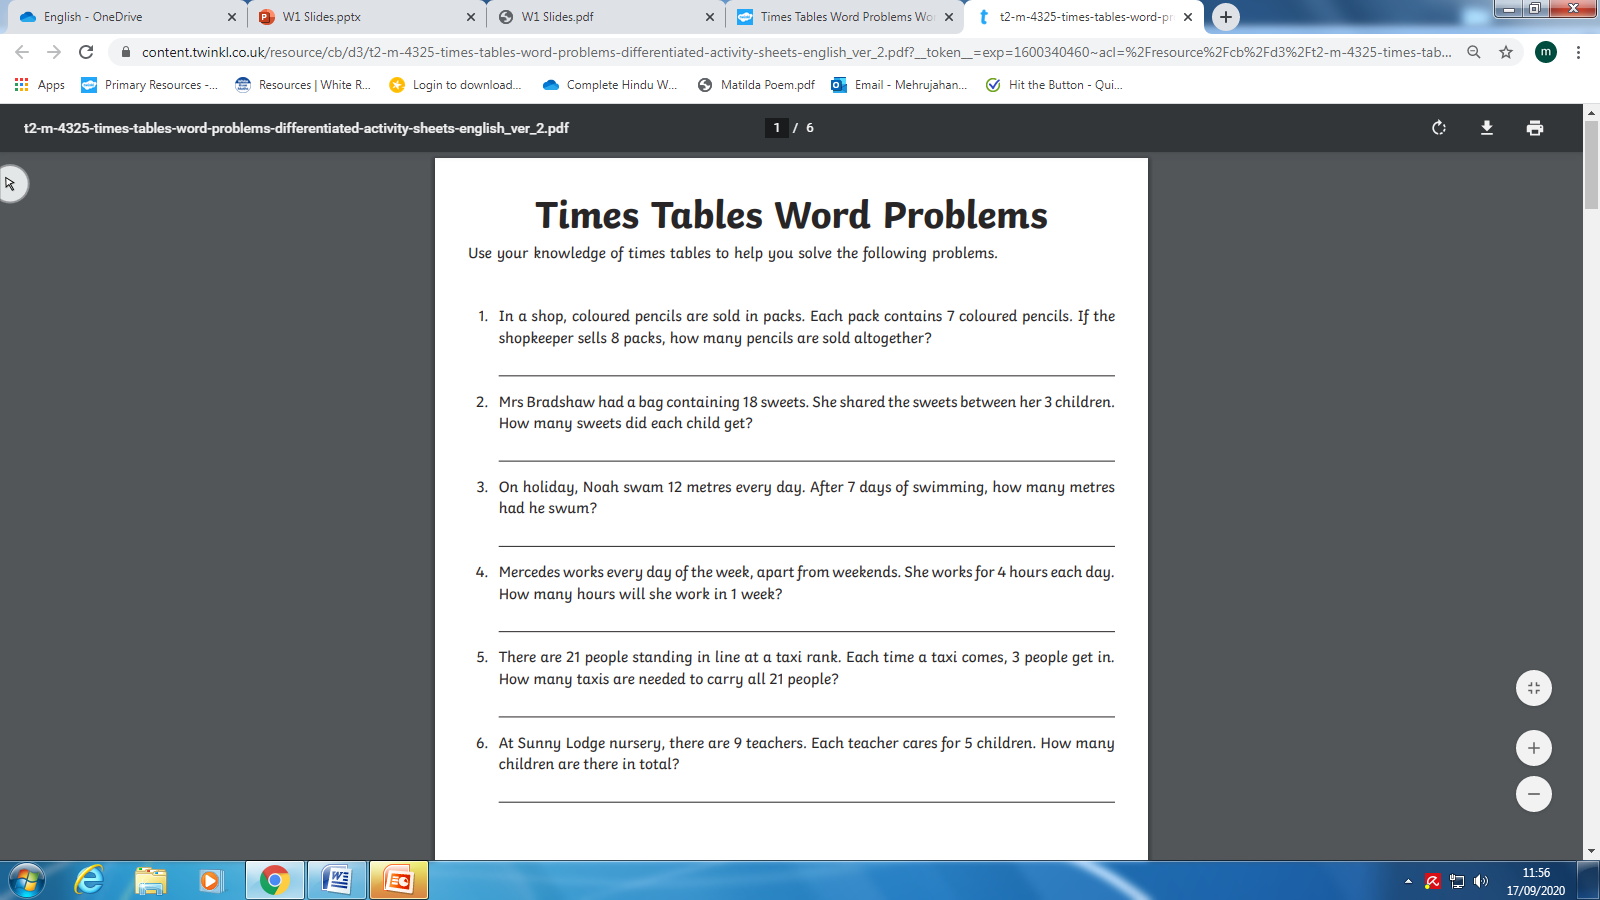 English - OneDrive
W1 Slides.pptx
W1 Slides.pdf
Times Tables Word Problems Wo
t2-m-4325-times-tables-word-pr
content.twinkl.co.uk/resource/cb/d3/t2-m-4325-times-tables-word-problems-differentiated-activity-sheets-english_ver_2.pdf?__token__=exp=1600340460~acl=%2Fresource%2Fcb%2Fd3%2Ft2-m-4325-times-tab...
m
Apps
Primary Resources -...
Resources | White R...
Login to download...
Complete Hindu W...
Matilda Poem.pdf
Email - Mehrujahan...
Hit the Button - Qui...
t2-m-4325-times-tables-word-problems-differentiated-activity-sheets-english_ver_2.pdf
1 / 6
Times Tables Word Problems
Use your knowledge of times tables to help you solve the following problems.
1. In a shop, coloured pencils are sold in packs. Each pack contains 7 coloured pencils. If the
shopkeeper sells 8 packs, how many pencils are sold altogether?
2. Mrs Bradshaw had a bag containing 18 sweets. She shared the sweets between her 3 children.
How many sweets did each child get?
3. On holiday, Noah swam 12 metres every day. After 7 days of swimming, how many metres
had he swum?
4. Mercedes works every day of the week, apart from weekends. She works for 4 hours each day.
How many hours will she work in 1 week?
5. There are 21 people standing in line at a taxi rank. Each time a taxi comes, 3 people get in.
How many taxis are needed to carry all 21 people?
6. At Sunny Lodge nursery, there are 9 teachers. Each teacher cares for 5 children. How many
children are there in total?
11:56
17/09/2020